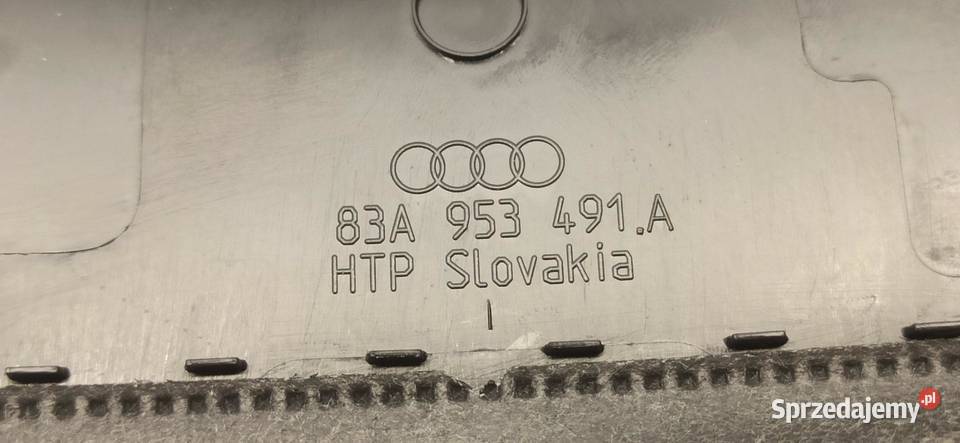 83A 953 491.A
HTP Slovakia
Sprzedajemy.pl